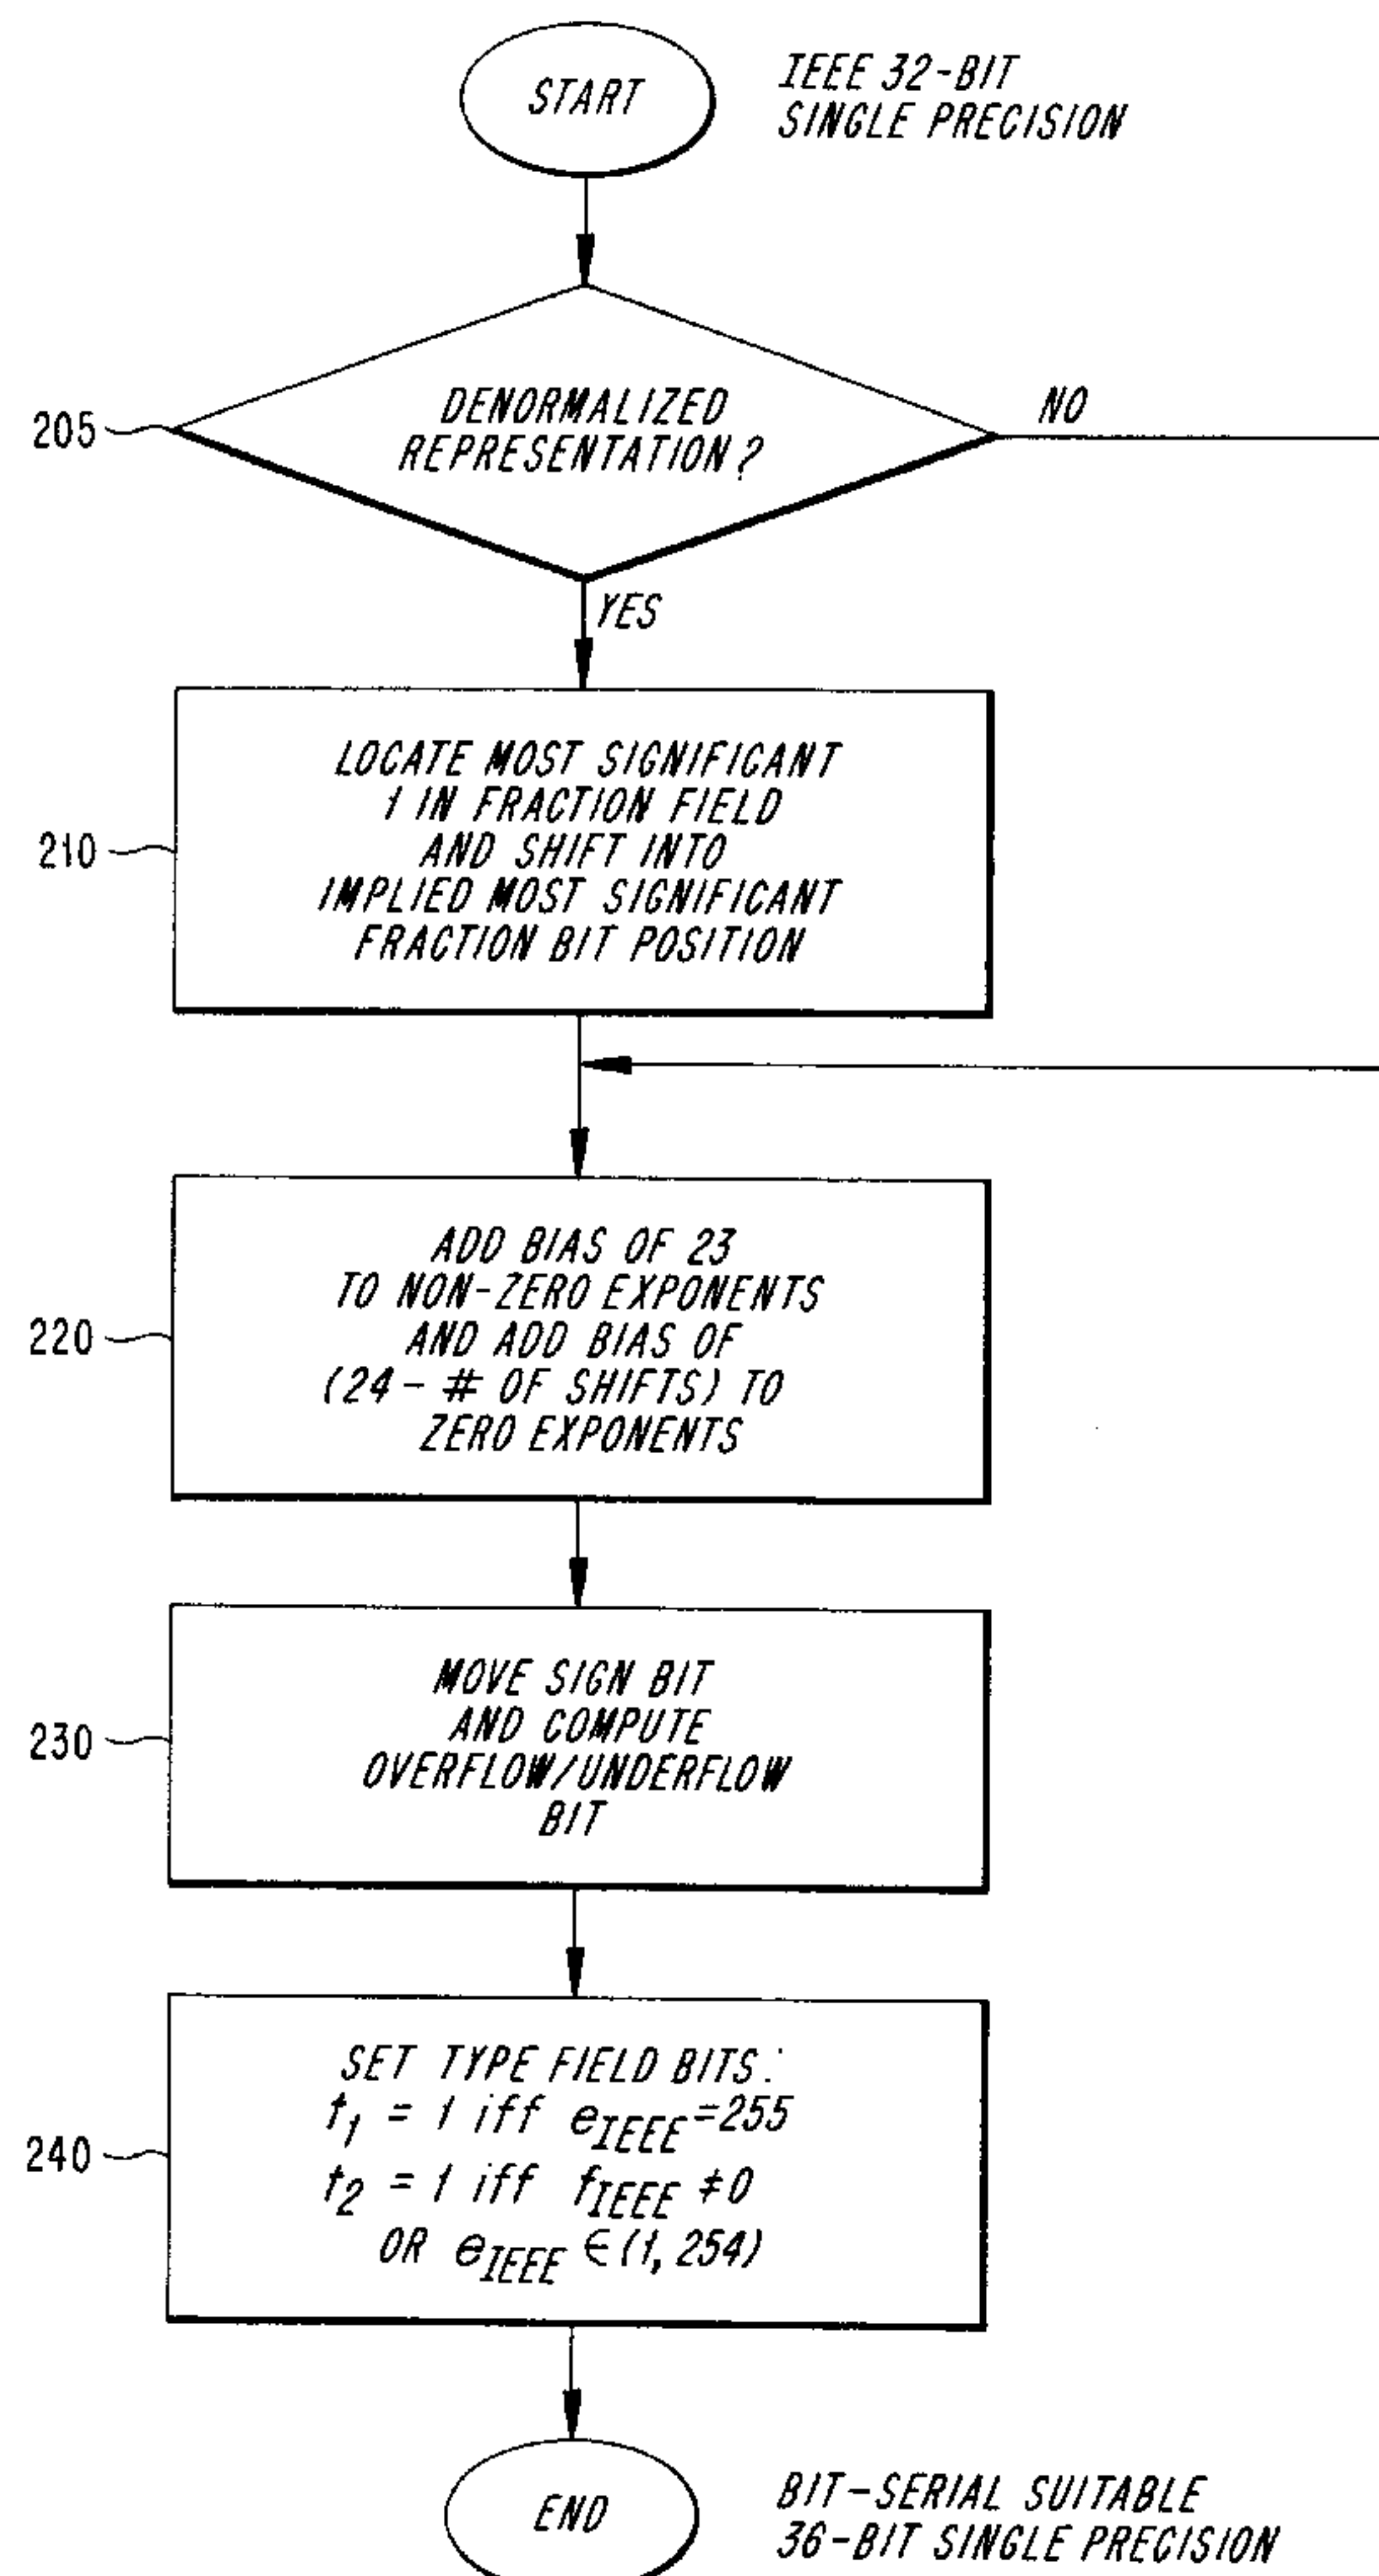 START
IEEE 32-BIT
SINGLE PRECISION
205
DENORMALIZED
REPRESENTATION?
NO
YES
210
LOCATE MOST SIGNIFICANT
1 IN FRACTION FIELD
AND SHIFT INTO
IMPLIED MOST SIGNIFICANT
FRACTION BIT POSITION
220
ADD BIAS OF 23
TO NON-ZERO EXPONENTS
AND ADD BIAS OF
(24 - # OF SHIFTS) TO
ZERO EXPONENTS
230
MOVE SIGN BIT
AND COMPUTE
OVERFLOW/UNDERFLOW
BIT
240
SET TYPE FIELD BITS:
t1 = 1 iff eIEEE=255
t2 = 1 iff fIEEE ≠0
OR eIEEE ∈(1, 254)
END
BIT-SERIAL SUITABLE
36-BIT SINGLE PRECISION